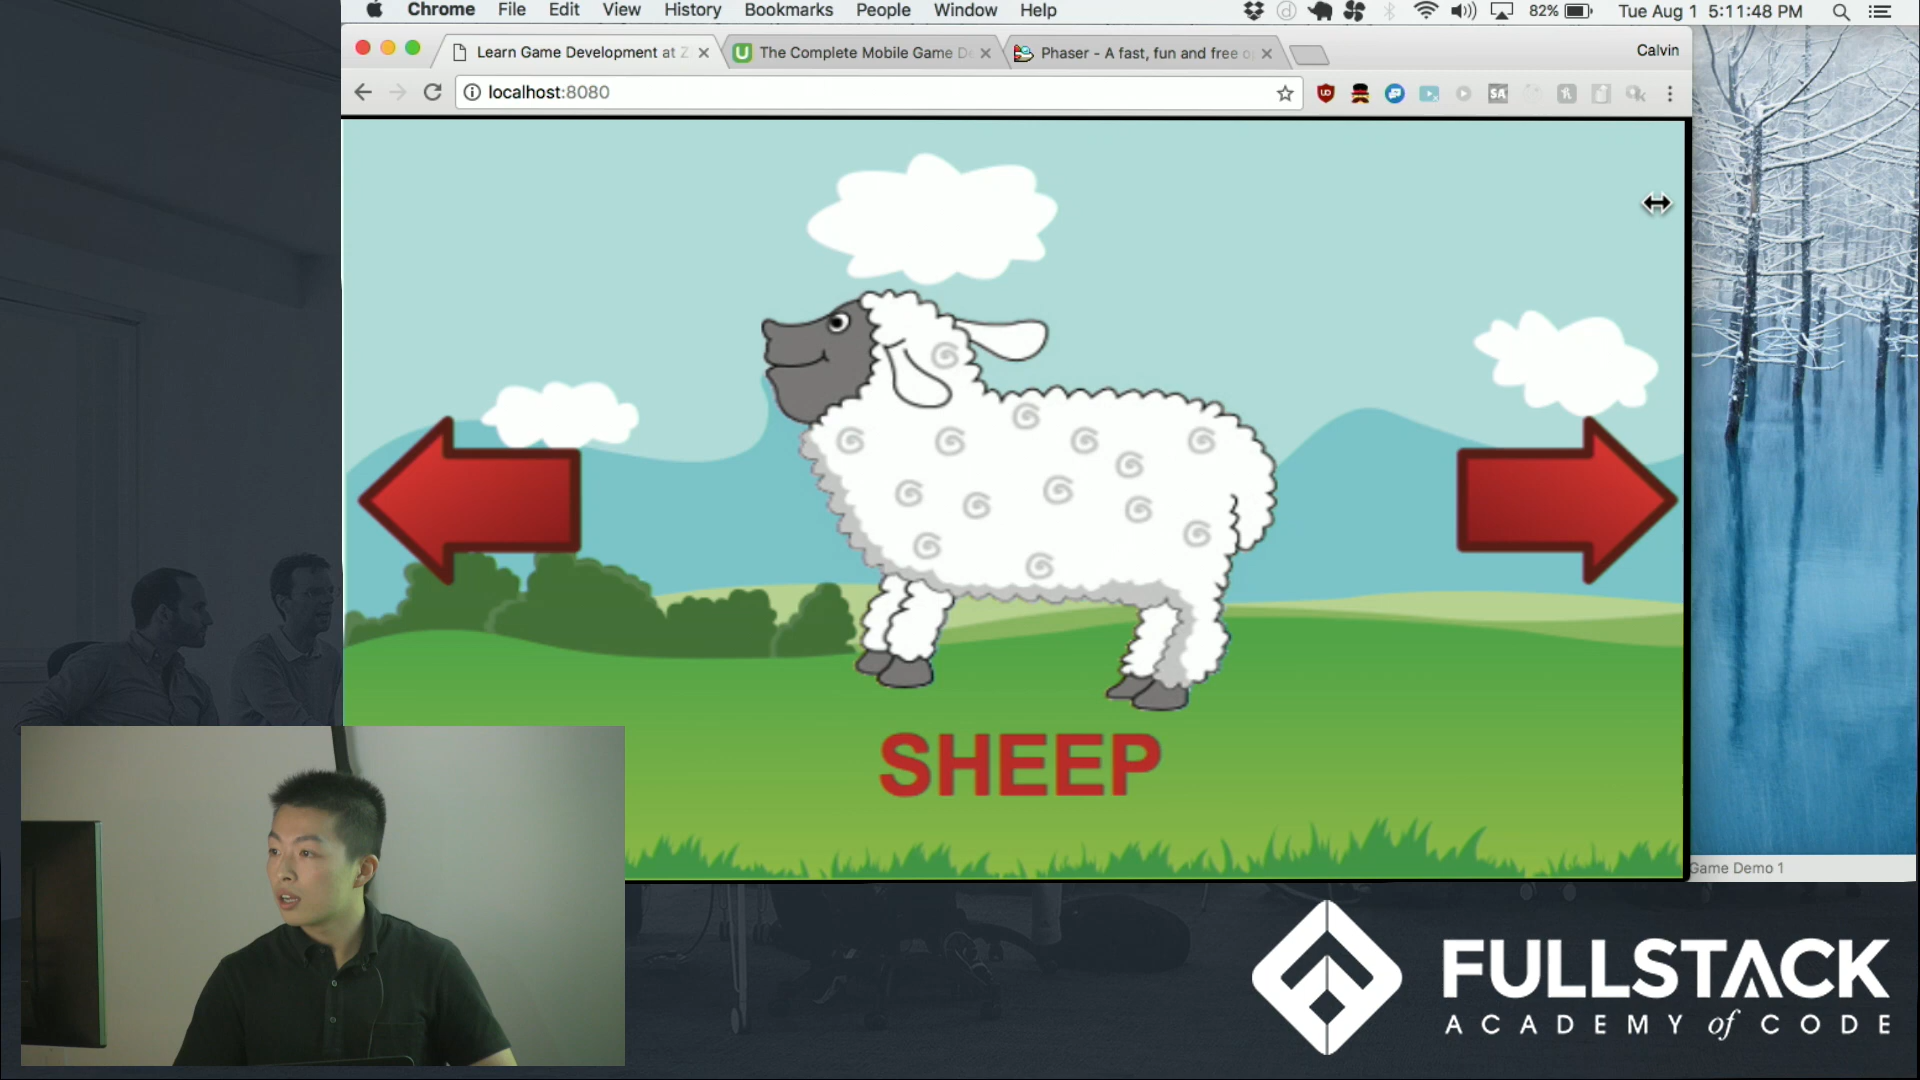 Chrome File Edit View History Bookmarks People Window Help 82% Tue Aug 1 5:11:48 PM
Learn Game Development at Z The Complete Mobile Game De Phaser - A fast, fun and free o Calvin
localhost:8080
SHEEP
Game Demo 1
FULLSTACK
ACADEMY of CODE